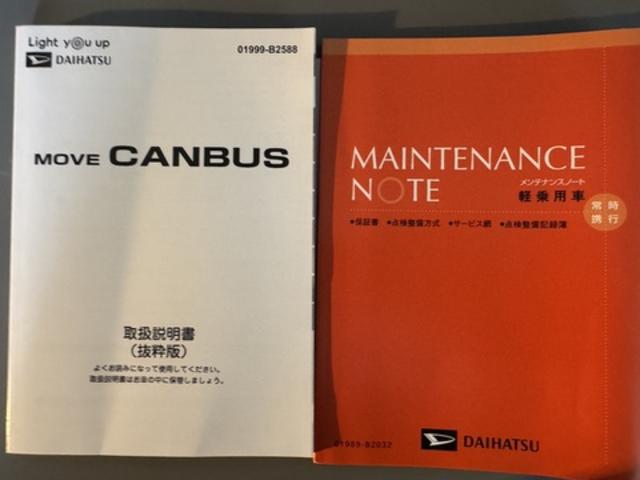 Light y@u up
DAIHATSU
01999-B2588
MOVE CANBUS
取扱説明書
(抜粋版)
よくお読みになって使用してください。
取扱説明書はお車の中に保管しましょう。
MAINTENANCE
NOTE
メンテナンスノート
軽乗用車
常時
携行
•保証書 •点検整備方式 •サービス網 •点検整備記録簿
01989-B2032
DAIHATSU